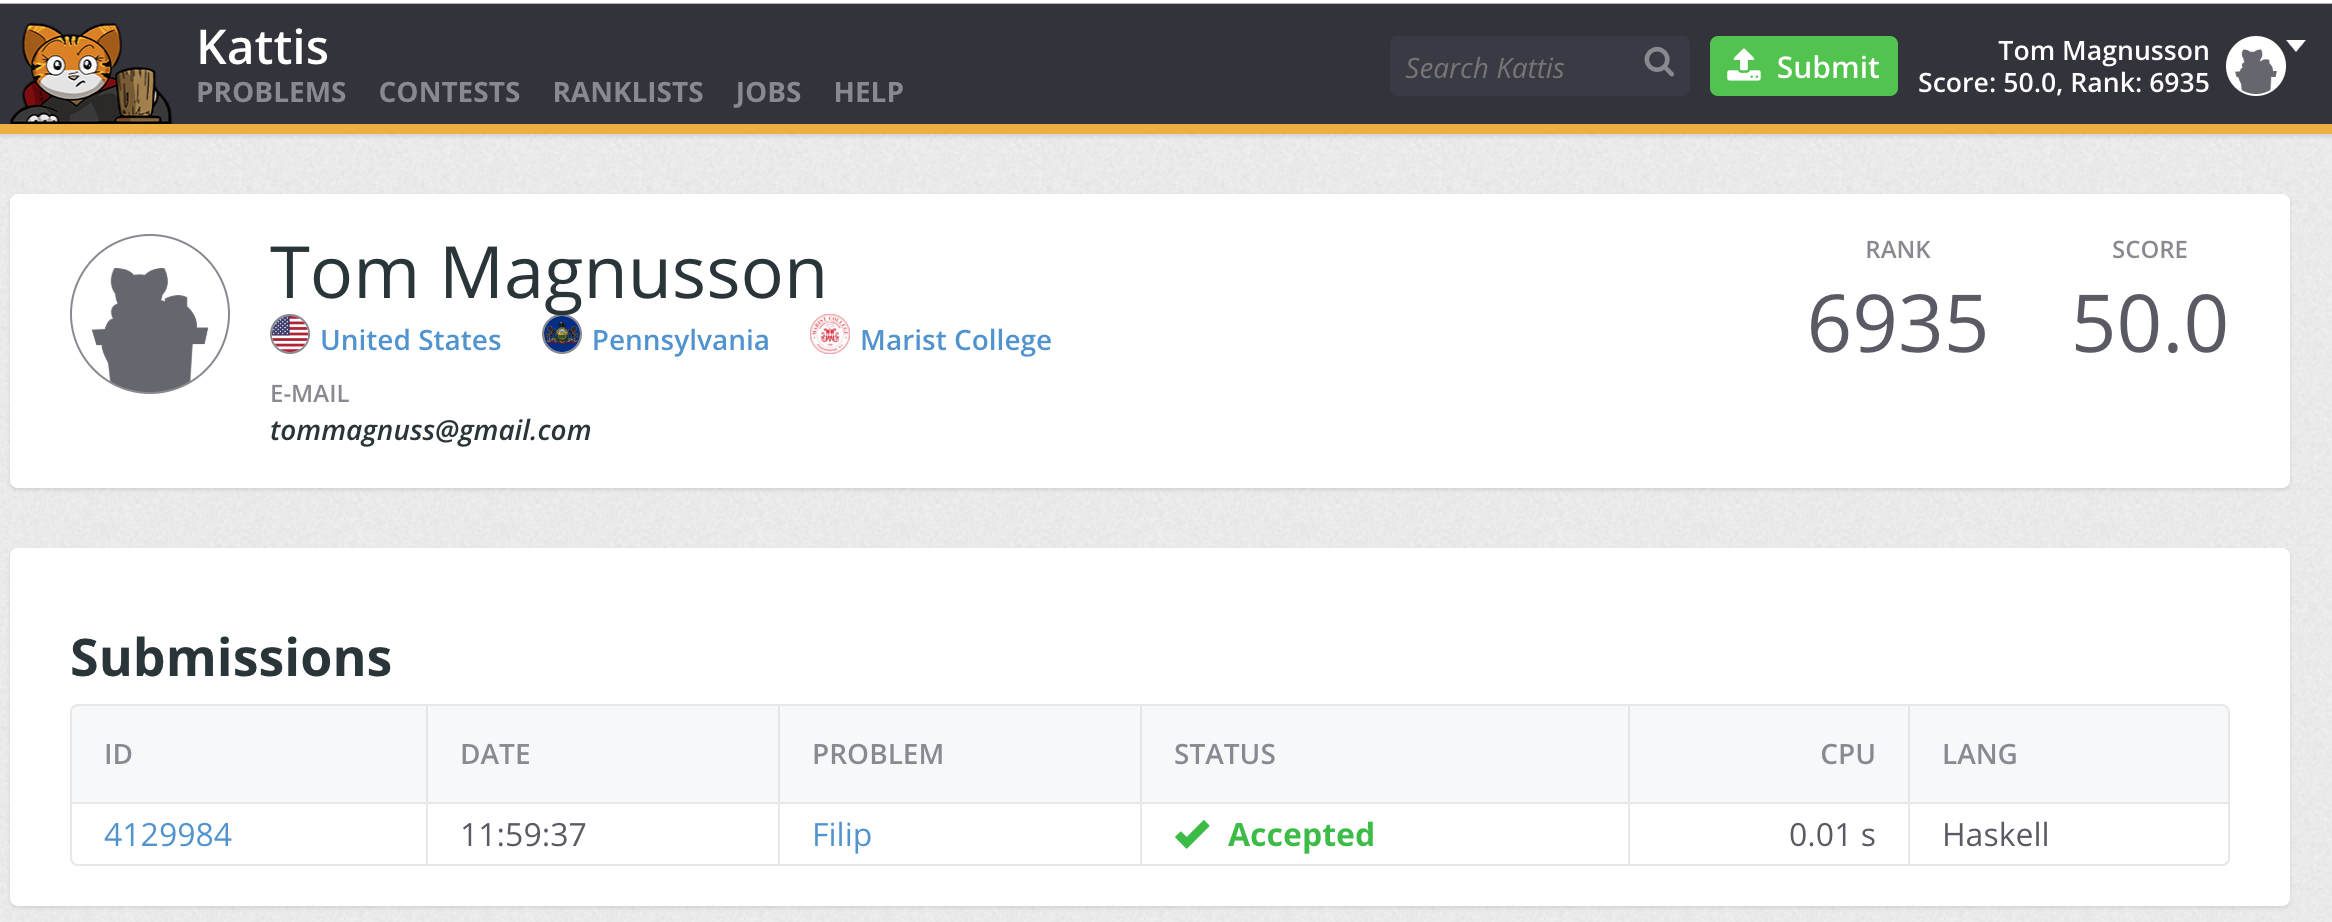 Kattis
PROBLEMS CONTESTS RANKLISTS JOBS HELP
Search Kattis
Submit
Tom Magnusson
Score: 50.0, Rank: 6935
Tom Magnusson
United States Pennsylvania Marist College
E-MAIL
tommagnuss@gmail.com
RANK SCORE
6935 50.0
Submissions
ID DATE PROBLEM STATUS CPU LANG
4129984 11:59:37 Filip Accepted 0.01 s Haskell